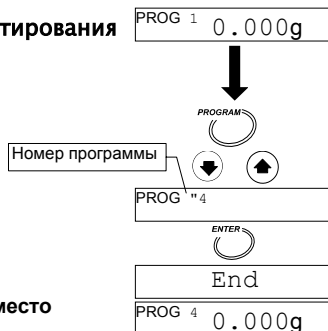 тирования
PROG 1 0.000g
PROGRAM
Номер программы
PROG "4
ENTER
End
место
PROG 4 0.000g